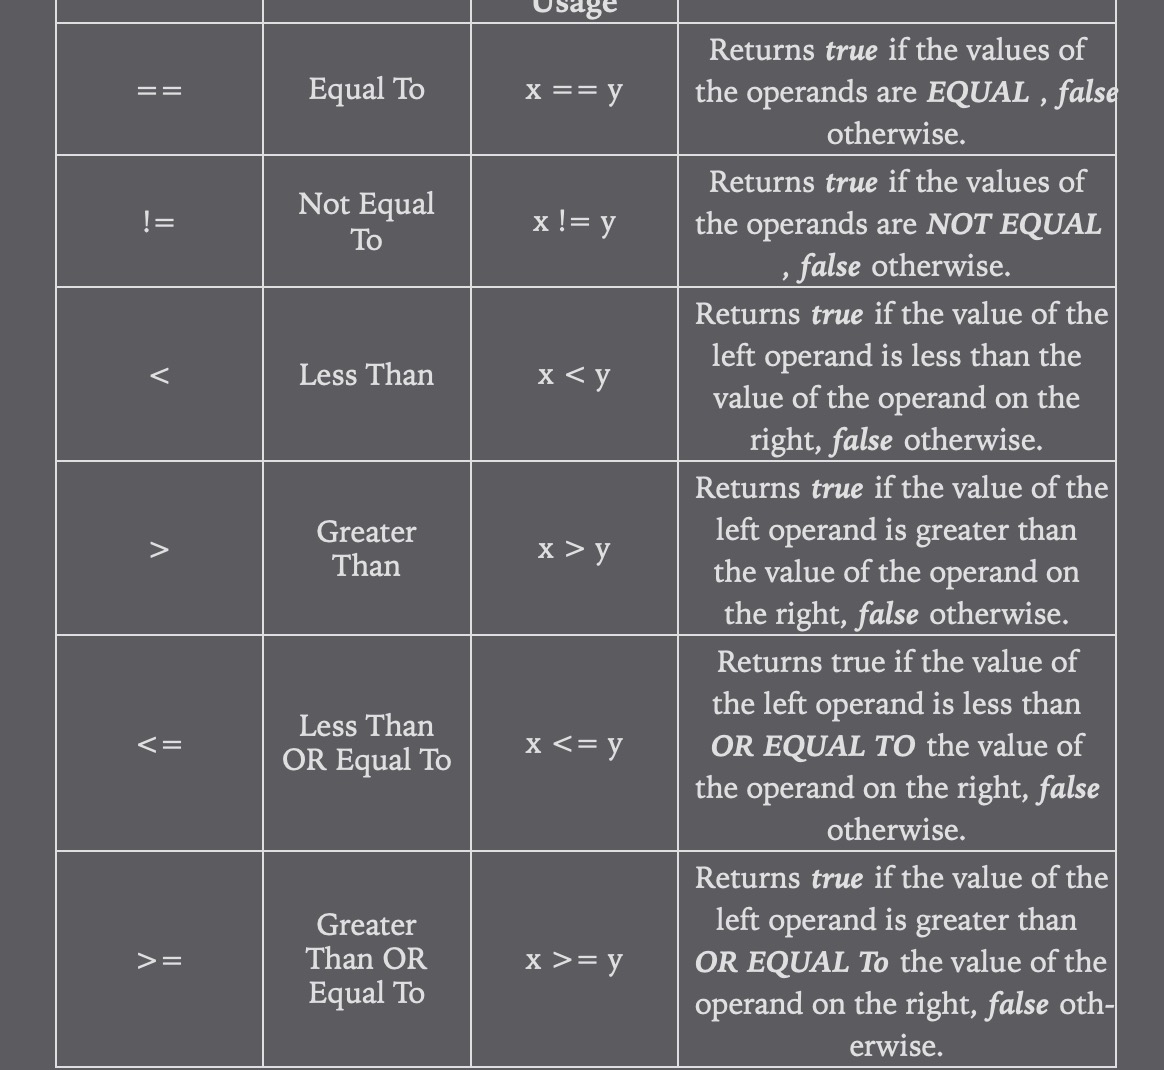 Usage
==
Equal To
x == y
Returns true if the values of
the operands are EQUAL , false
otherwise.
!=
Not Equal
To
x != y
Returns true if the values of
the operands are NOT EQUAL
, false otherwise.
<
Less Than
x < y
Returns true if the value of the
left operand is less than the
value of the operand on the
right, false otherwise.
>
Greater
Than
x > y
Returns true if the value of the
left operand is greater than
the value of the operand on
the right, false otherwise.
<=
Less Than
OR Equal To
x <= y
Returns true if the value of
the left operand is less than
OR EQUAL TO the value of
the operand on the right, false
otherwise.
>=
Greater
Than OR
Equal To
x >= y
Returns true if the value of the
left operand is greater than
OR EQUAL To the value of the
operand on the right, false oth-
erwise.